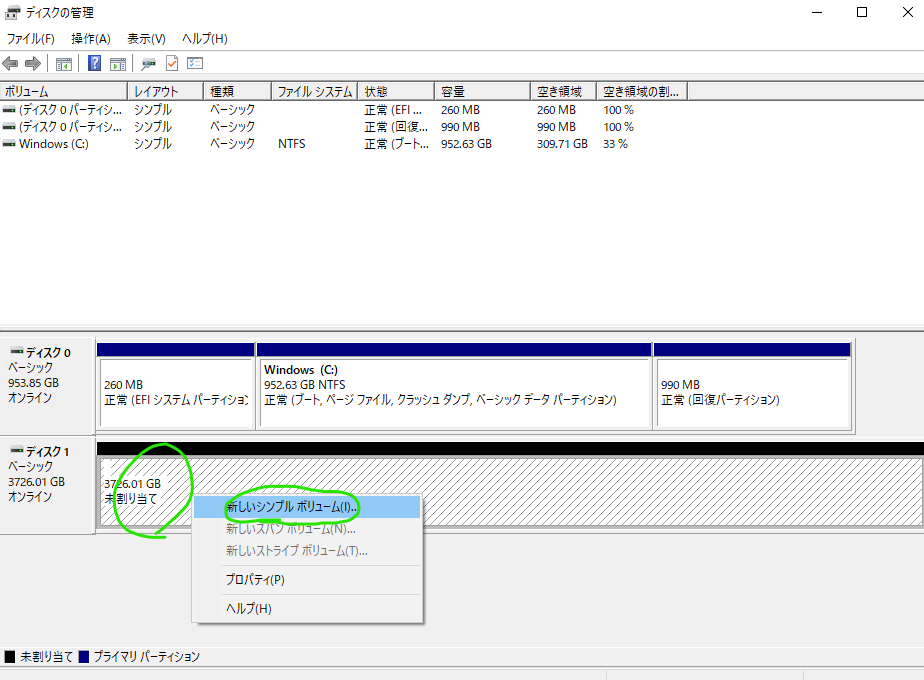 ディスクの管理
ファイル(F) 操作(A) 表示(V) ヘルプ(H)
ボリューム レイアウト 種類 ファイル システム 状態 容量 空き領域 空き領域の割...
(ディスク 0 パーティシ... シンプル ベーシック 正常 (EFI ... 260 MB 260 MB 100 %
(ディスク 0 パーティシ... シンプル ベーシック 正常 (回復... 990 MB 990 MB 100 %
Windows (C:) シンプル ベーシック NTFS 正常 (ブート... 952.63 GB 309.71 GB 33 %
ディスク 0
ベーシック
953.85 GB
オンライン
260 MB
正常 (EFI システム パーティション
Windows (C:)
952.63 GB NTFS
正常 (ブート, ページ ファイル, クラッシュ ダンプ, ベーシック データ パーティション)
990 MB
正常 (回復パーティション)
ディスク 1
ベーシック
3726.01 GB
オンライン
3726.01 GB
未割り当て
新しいシンプル ボリューム(I)...
新しいスパン ボリューム(N)...
新しいストライプ ボリューム(T)...
プロパティ(P)
ヘルプ(H)
未割り当て プライマリ パーティション